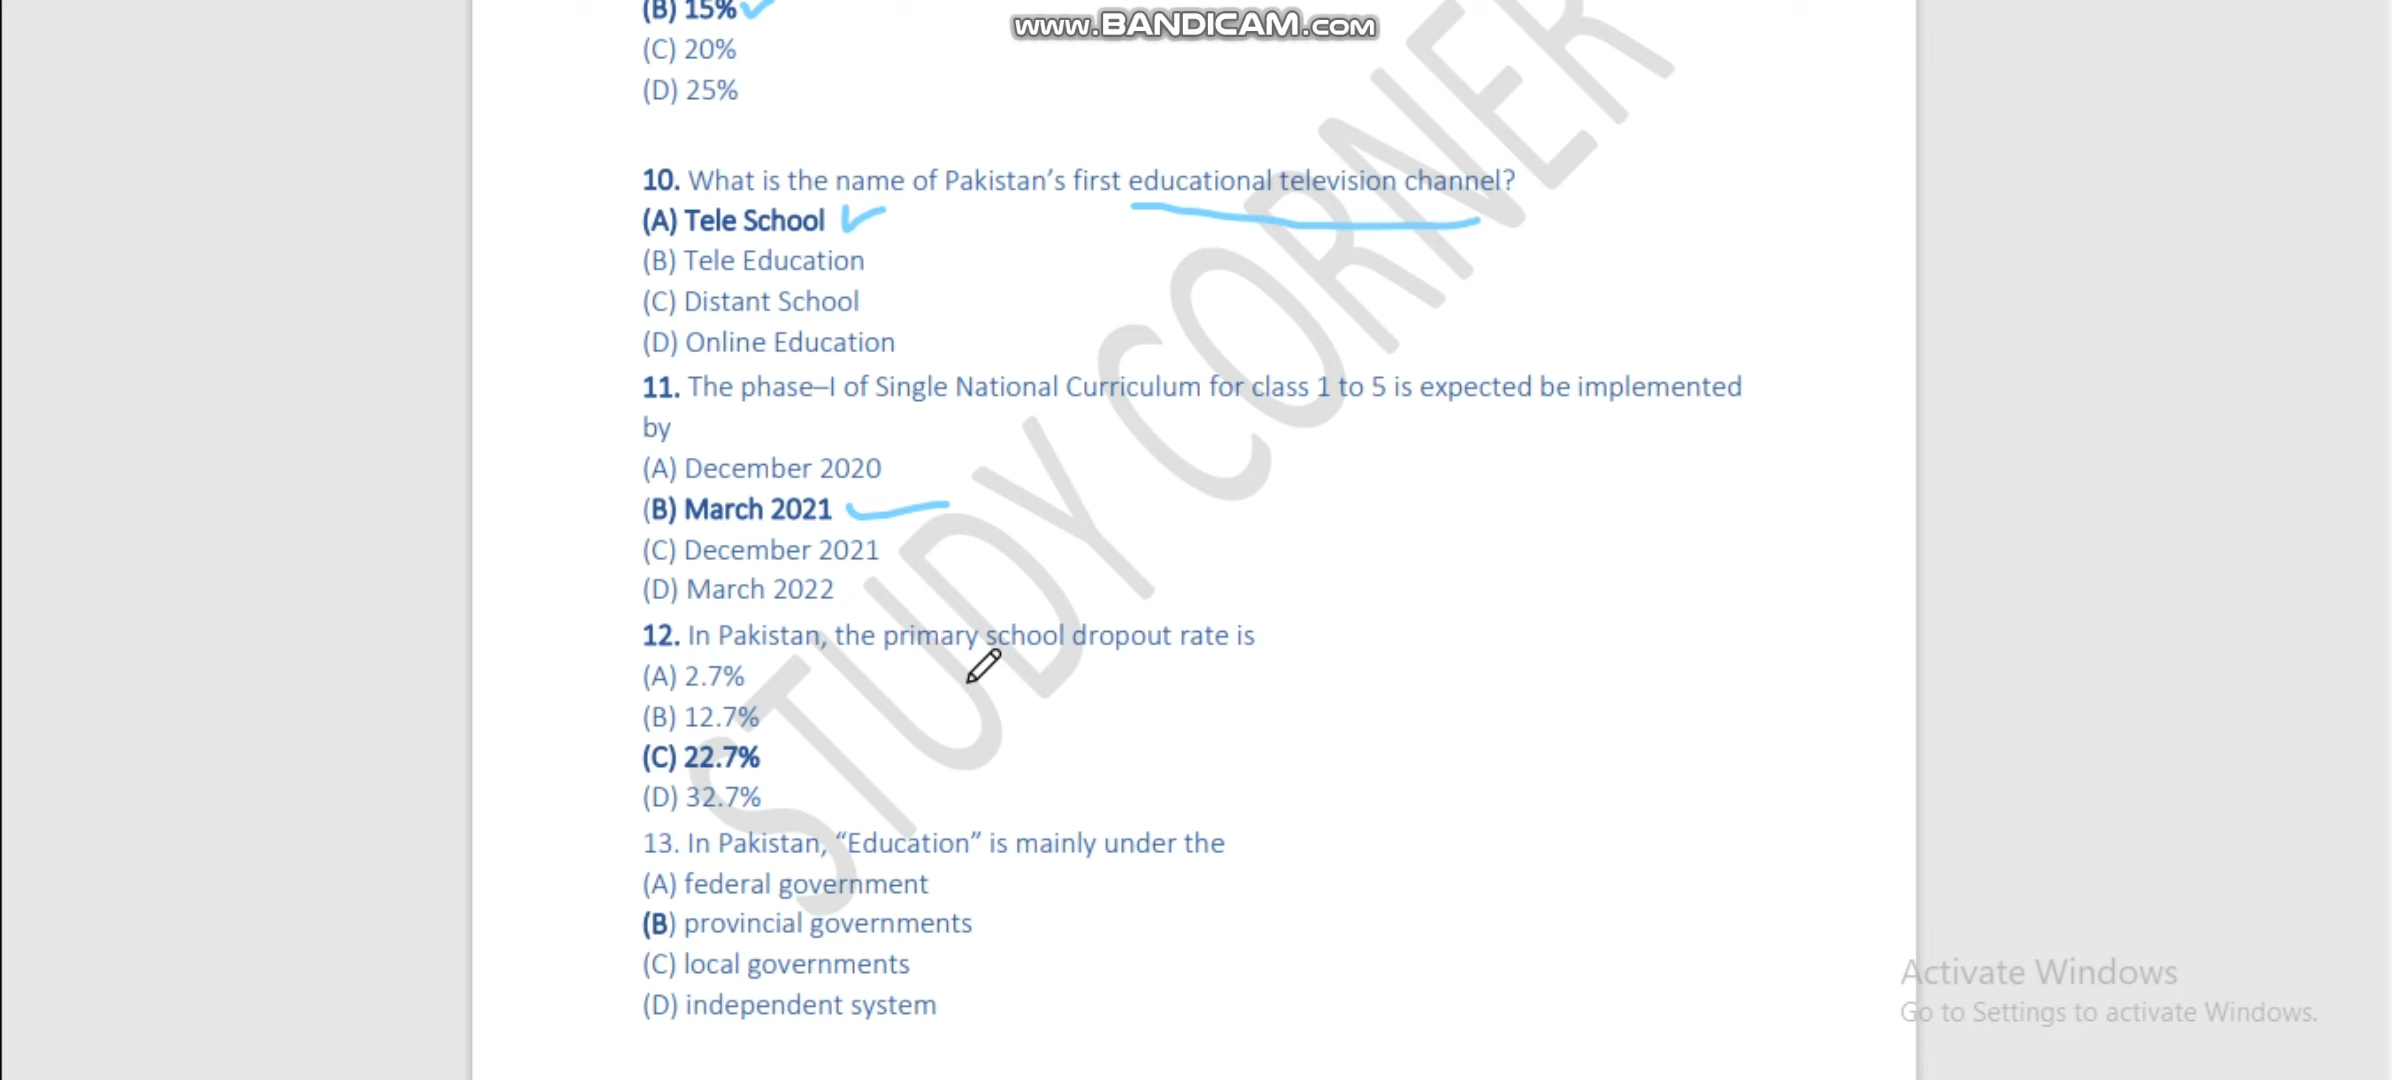 (B) 15%
www.BANDICAM.com
(C) 20%
(D) 25%
10. What is the name of Pakistan’s first educational television channel?
(A) Tele School
(B) Tele Education
(C) Distant School
(D) Online Education
11. The phase–I of Single National Curriculum for class 1 to 5 is expected be implemented
by
(A) December 2020
(B) March 2021
(C) December 2021
(D) March 2022
12. In Pakistan, the primary school dropout rate is
(A) 2.7%
(B) 12.7%
(C) 22.7%
(D) 32.7%
13. In Pakistan, “Education” is mainly under the
(A) federal government
(B) provincial governments
(C) local governments
(D) independent system
STUDY CORNER
Activate Windows
Go to Settings to activate Windows.